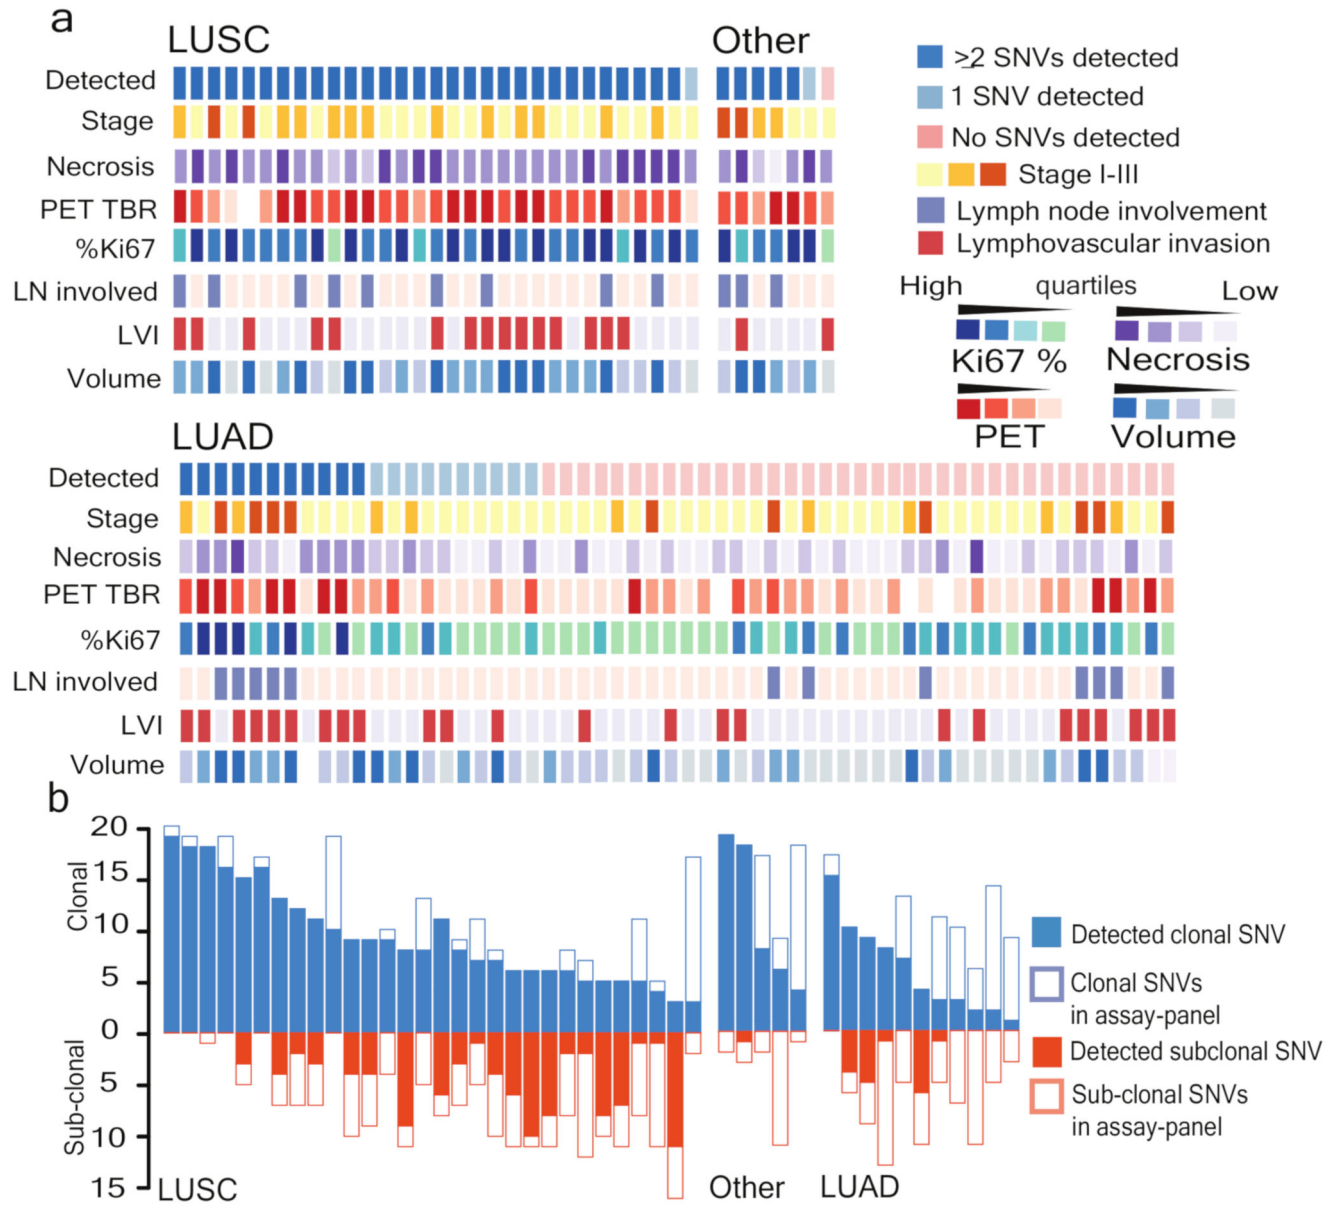 a
LUSC
Other
Detected
Stage
Necrosis
PET TBR
%Ki67
LN involved
LVI
Volume
≥2 SNVs detected
1 SNV detected
No SNVs detected
Stage I-III
Lymph node involvement
Lymphovascular invasion
High quartiles Low
Ki67 % Necrosis
PET Volume
LUAD
Detected
Stage
Necrosis
PET TBR
%Ki67
LN involved
LVI
Volume
b
Clonal
Sub-clonal
20
15
10
5
0
5
10
15
LUSC
Other
LUAD
Detected clonal SNV
Clonal SNVs
in assay-panel
Detected subclonal SNV
Sub-clonal SNVs
in assay-panel